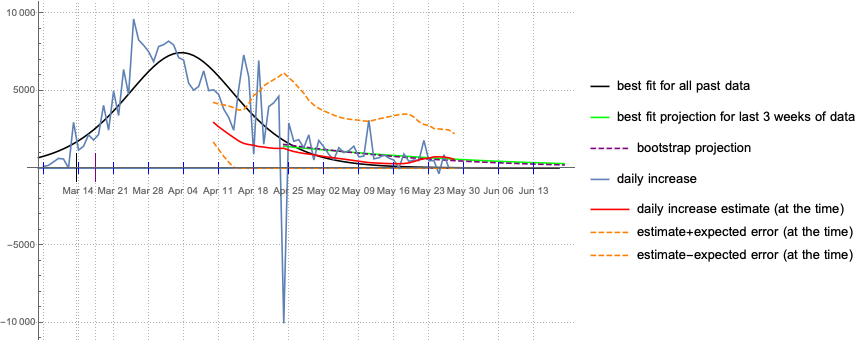 10 000
5000
Mar 14 Mar 21 Mar 28 Apr 04 Apr 11 Apr 18 Apr 25 May 02 May 09 May 16 May 23 May 30 Jun 06 Jun 13
−5000
−10 000
best fit for all past data
best fit projection for last 3 weeks of data
bootstrap projection
daily increase
daily increase estimate (at the time)
estimate+expected error (at the time)
estimate−expected error (at the time)